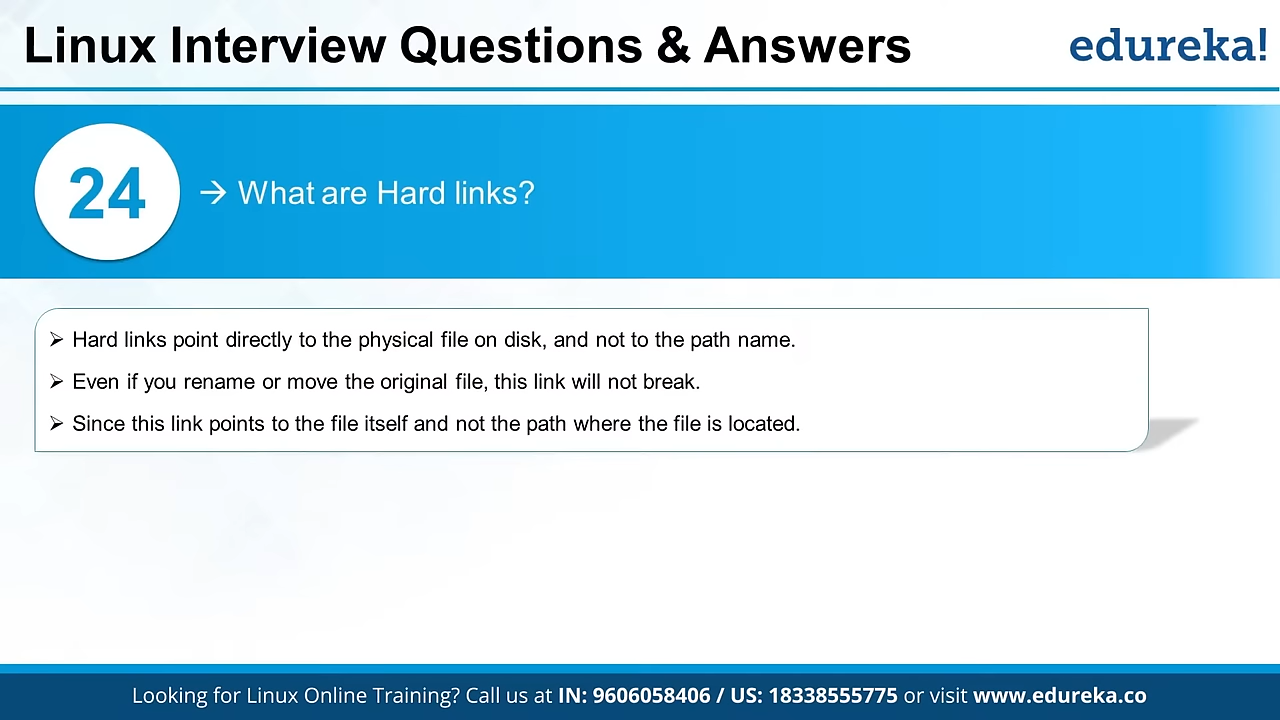 Linux Interview Questions & Answers
edureka!
24
→ What are Hard links?
➢ Hard links point directly to the physical file on disk, and not to the path name.
➢ Even if you rename or move the original file, this link will not break.
➢ Since this link points to the file itself and not the path where the file is located.
Looking for Linux Online Training? Call us at IN: 9606058406 / US: 18338555775 or visit www.edureka.co